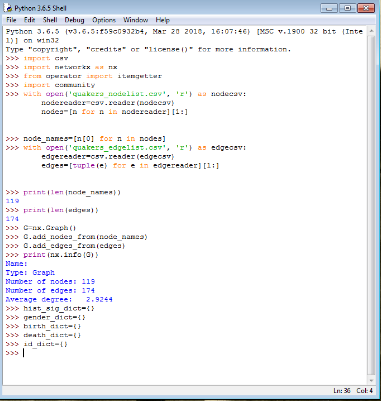 Python 3.6.5 Shell
File Edit Shell Debug Options Window Help
Python 3.6.5 (v3.6.5:f59c0932b4, Mar 28 2018, 16:07:46) [MSC v.1900 32 bit (Inte
l)] on win32
Type "copyright", "credits" or "license()" for more information.
>>> import csv
>>> import networkx as nx
>>> from operator import itemgetter
>>> import community
>>> with open('quakers_nodelist.csv', 'r') as nodecsv:
nodereader=csv.reader(nodecsv)
nodes=[n for n in nodereader][1:]
>>> node_names=[n[0] for n in nodes]
>>> with open('quakers_edgelist.csv', 'r') as edgecsv:
edgereader=csv.reader(edgecsv)
edges=[tuple(e) for e in edgereader][1:]
>>> print(len(node_names))
119
>>> print(len(edges))
174
>>> G=nx.Graph()
>>> G.add_nodes_from(node_names)
>>> G.add_edges_from(edges)
>>> print(nx.info(G))
Name:
Type: Graph
Number of nodes: 119
Number of edges: 174
Average degree: 2.9244
>>> hist_sig_dict={}
>>> gender_dict={}
>>> birth_dict={}
>>> death_dict={}
>>> id_dict={}
>>>
Ln: 36 Col: 4